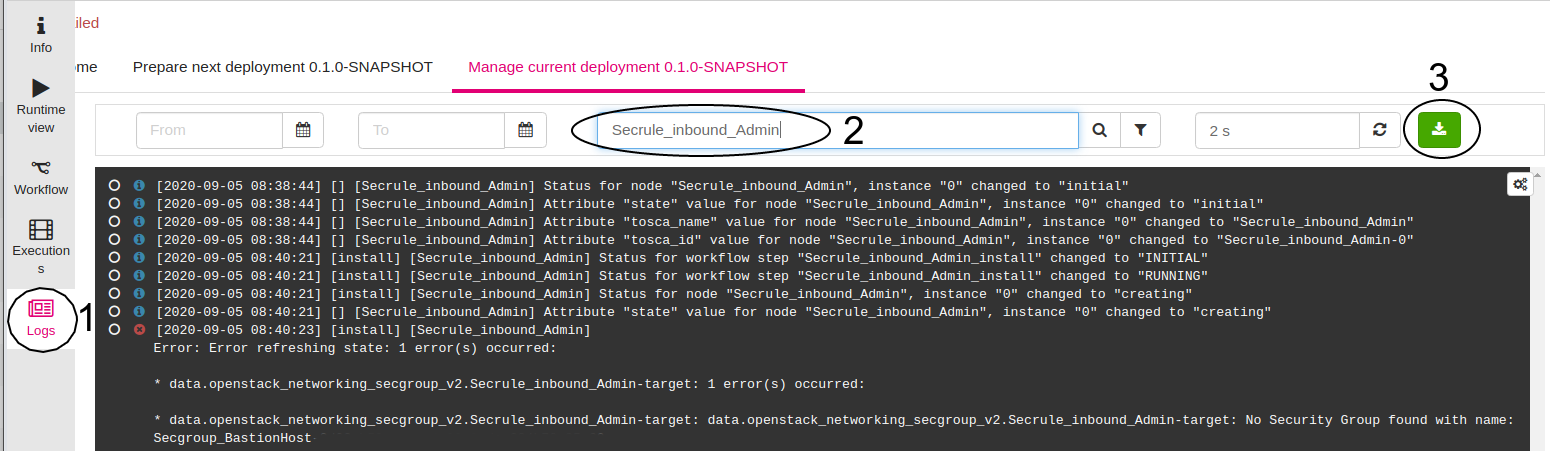 Info
Runtime
view
Workflow
Execution
s
Logs
1
iled
me
Prepare next deployment 0.1.0-SNAPSHOT
Manage current deployment 0.1.0-SNAPSHOT
3
From
To
Secrule_inbound_Admin
2
2 s
[2020-09-05 08:38:44] [] [Secrule_inbound_Admin] Status for node "Secrule_inbound_Admin", instance "0" changed to "initial"
[2020-09-05 08:38:44] [] [Secrule_inbound_Admin] Attribute "state" value for node "Secrule_inbound_Admin", instance "0" changed to "initial"
[2020-09-05 08:38:44] [] [Secrule_inbound_Admin] Attribute "tosca_name" value for node "Secrule_inbound_Admin", instance "0" changed to "Secrule_inbound_Admin"
[2020-09-05 08:38:44] [] [Secrule_inbound_Admin] Attribute "tosca_id" value for node "Secrule_inbound_Admin", instance "0" changed to "Secrule_inbound_Admin-0"
[2020-09-05 08:40:21] [install] [Secrule_inbound_Admin] Status for workflow step "Secrule_inbound_Admin_install" changed to "INITIAL"
[2020-09-05 08:40:21] [install] [Secrule_inbound_Admin] Status for workflow step "Secrule_inbound_Admin_install" changed to "RUNNING"
[2020-09-05 08:40:21] [install] [Secrule_inbound_Admin] Status for node "Secrule_inbound_Admin", instance "0" changed to "creating"
[2020-09-05 08:40:21] [] [Secrule_inbound_Admin] Attribute "state" value for node "Secrule_inbound_Admin", instance "0" changed to "creating"
[2020-09-05 08:40:23] [install] [Secrule_inbound_Admin]
Error: Error refreshing state: 1 error(s) occurred:
* data.openstack_networking_secgroup_v2.Secrule_inbound_Admin-target: 1 error(s) occurred:
* data.openstack_networking_secgroup_v2.Secrule_inbound_Admin-target: data.openstack_networking_secgroup_v2.Secrule_inbound_Admin-target: No Security Group found with name:
Secgroup_BastionHost